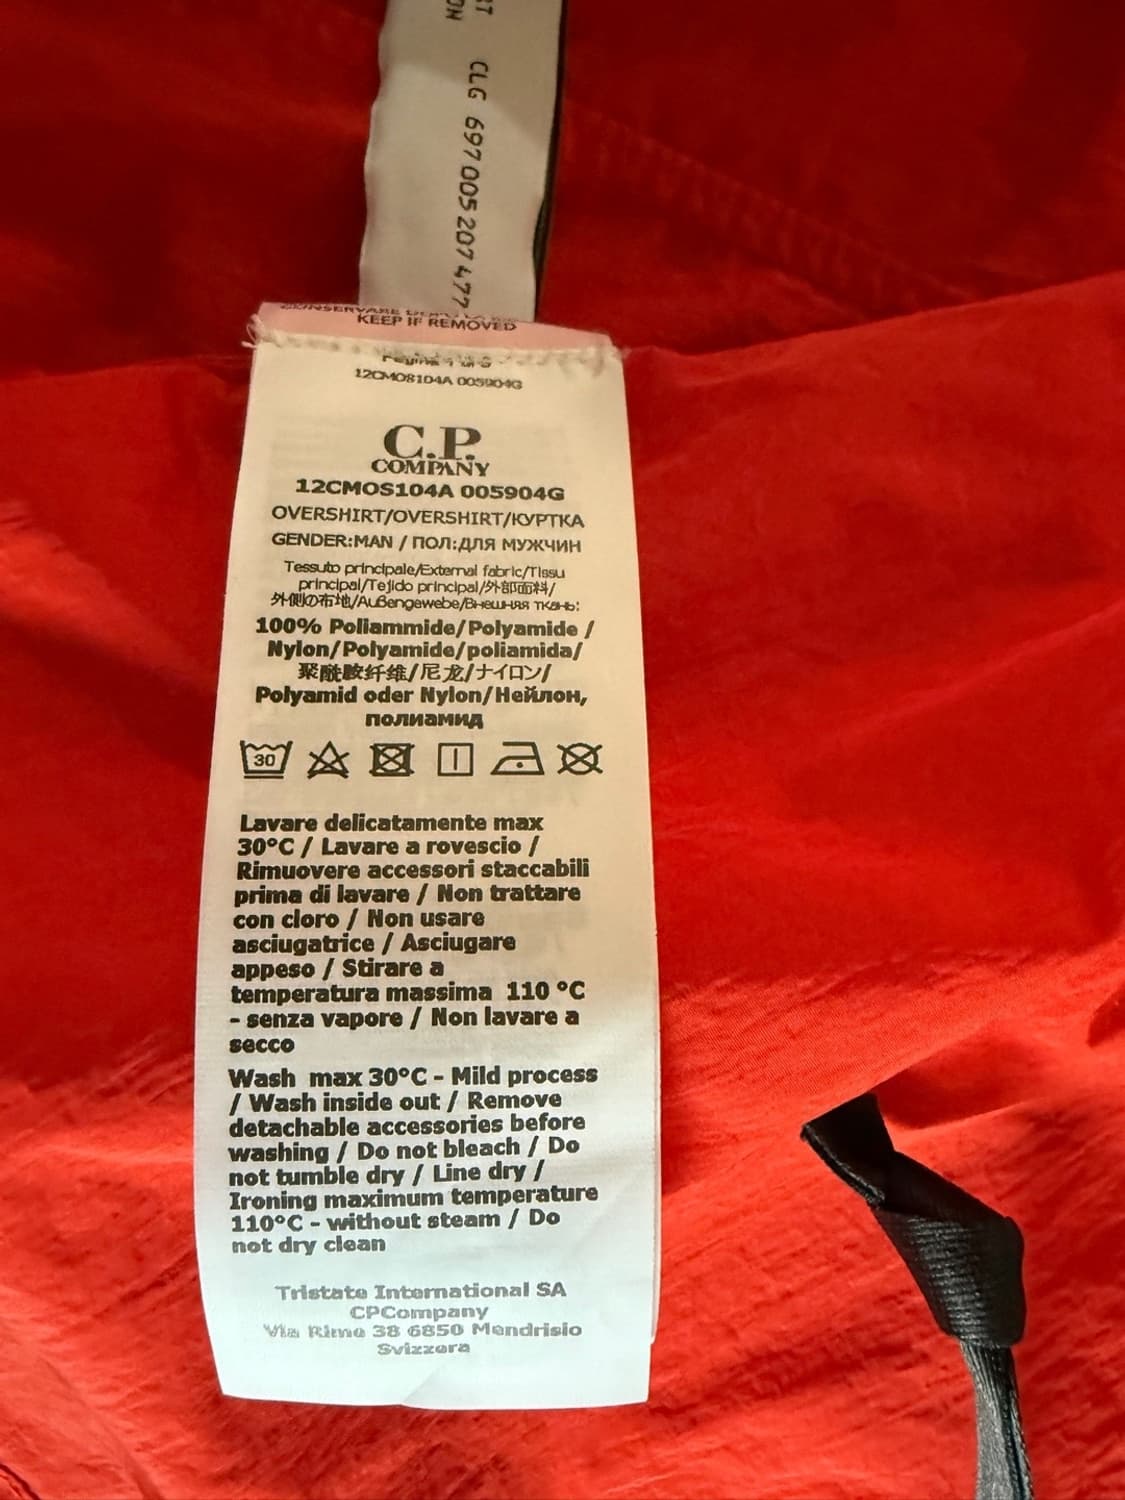 CLG 697 005 207 477
KEEP IF REMOVED
12CMOS104A 005904G
C.P.
COMPANY
12CMOS104A 005904G
OVERSHIRT/OVERSHIRT/КУРТКА
GENDER:MAN / ПОЛ:ДЛЯ МУЖЧИН
Tessuto principale/External fabric/Tissu
principal/Tejido principal/外部面料/
外側の布地/Außengewebe/Внешняя ткань:
100% Poliammide/Polyamide /
Nylon/Polyamide/poliamida/
聚酰胺纤维/尼龙/ナイロン/
Polyamid oder Nylon/Нейлон,
полиамид
30
Lavare delicatamente max
30°C / Lavare a rovescio /
Rimuovere accessori staccabili
prima di lavare / Non trattare
con cloro / Non usare
asciugatrice / Asciugare
appeso / Stirare a
temperatura massima 110 °C
- senza vapore / Non lavare a
secco
Wash max 30°C - Mild process
/ Wash inside out / Remove
detachable accessories before
washing / Do not bleach / Do
not tumble dry / Line dry /
Ironing maximum temperature
110°C - without steam / Do
not dry clean
Tristate International SA
CPCompany
Via Rime 38 6850 Mendrisio
Svizzera